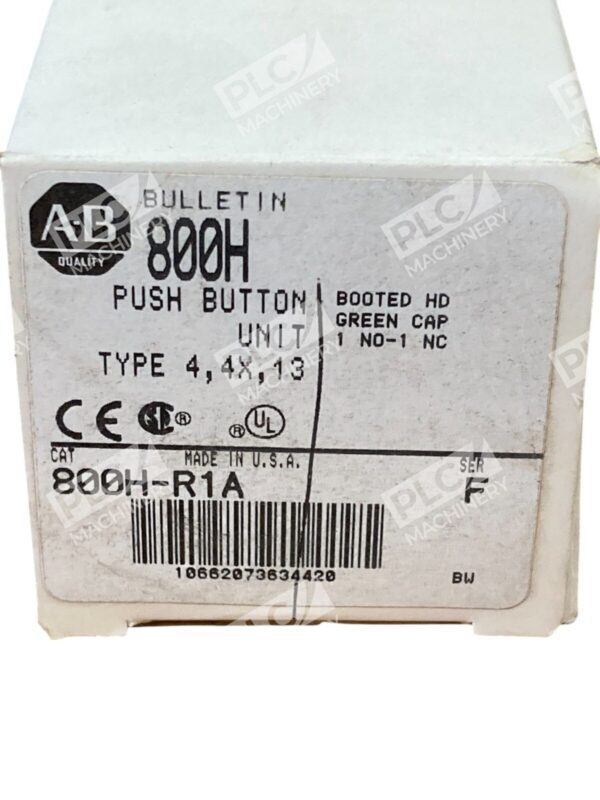 BULLETIN
A-B
QUALITY
800H
PUSH BUTTON
UNIT
TYPE 4,4X,13
BOOTED HD
GREEN CAP
1 NO-1 NC
CE SA ® ® UL
CAT
MADE IN U.S.A.
SER
800H-R1A
F
10662073634420
BW
PLC MACHINERY